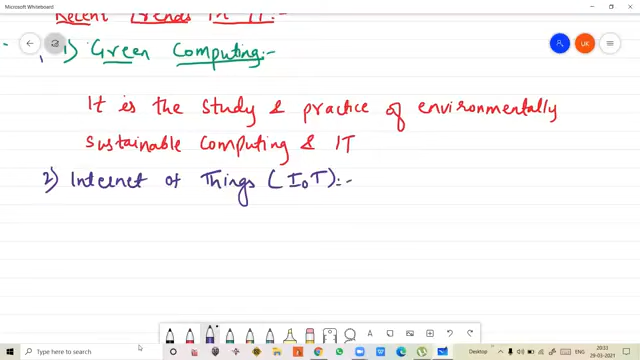 Microsoft Whiteboard
Recent Trends in IT:-
1) Green Computing:-
UK
It is the study & practice of environmentally
sustainable computing & IT
2) Internet of Things (IoT):-
Type here to search
Desktop
ENG
20:33
29-03-2021